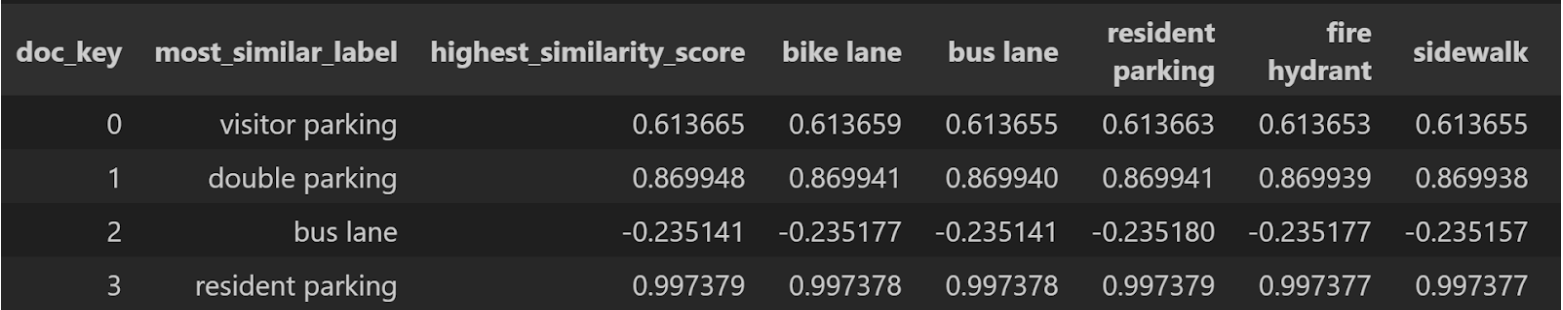 doc_key most_similar_label highest_similarity_score bike lane bus lane resident parking fire hydrant sidewalk
0 visitor parking 0.613665 0.613659 0.613655 0.613663 0.613653 0.613655
1 double parking 0.869948 0.869941 0.869940 0.869941 0.869939 0.869938
2 bus lane -0.235141 -0.235177 -0.235141 -0.235180 -0.235177 -0.235157
3 resident parking 0.997379 0.997378 0.997378 0.997379 0.997377 0.997377